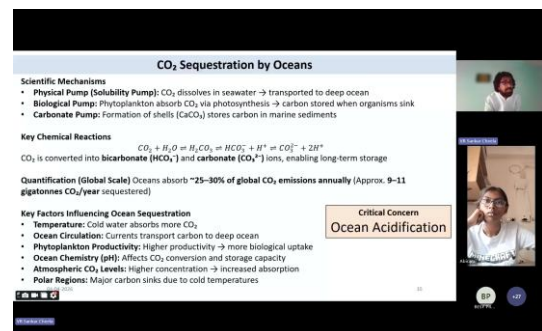 CO₂ Sequestration by Oceans
Scientific Mechanisms
• Physical Pump (Solubility Pump): CO₂ dissolves in seawater → transported to deep ocean
• Biological Pump: Phytoplankton absorb CO₂ via photosynthesis → carbon stored when organisms sink
• Carbonate Pump: Formation of shells (CaCO₃) stores carbon in marine sediments
Key Chemical Reactions
CO₂ + H₂O ⇌ H₂CO₃ ⇌ HCO₃⁻ + H⁺ ⇌ CO₃²⁻ + 2H⁺
CO₂ is converted into bicarbonate (HCO₃⁻) and carbonate (CO₃²⁻) ions, enabling long-term storage
Quantification (Global Scale) Oceans absorb ~25–30% of global CO₂ emissions annually (Approx. 9–11
gigatonnes CO₂/year sequestered)
Key Factors Influencing Ocean Sequestration
• Temperature: Cold water absorbs more CO₂
• Ocean Circulation: Currents transport carbon to deep ocean
• Phytoplankton Productivity: Higher productivity → more biological uptake
• Ocean Chemistry (pH): Affects CO₂ conversion and storage capacity
• Atmospheric CO₂ Levels: Higher concentration → increased absorption
• Polar Regions: Major carbon sinks due to cold temperatures
Critical Concern
Ocean Acidification
BP
+27